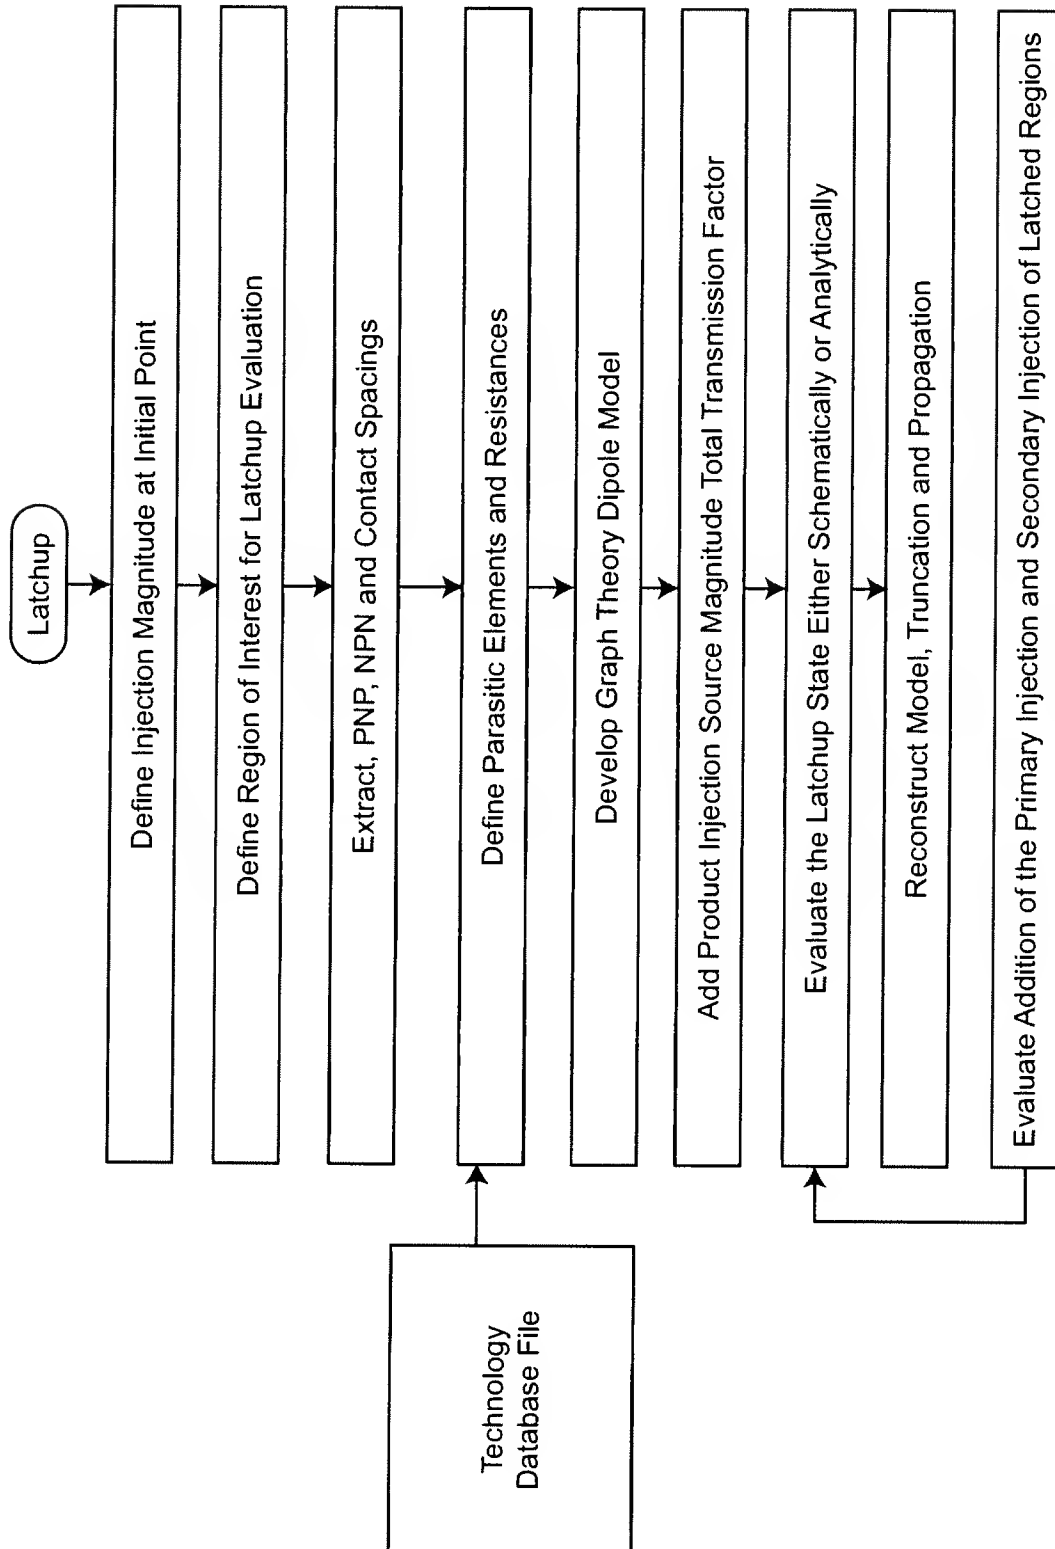 Latchup
Define Injection Magnitude at Initial Point
Define Region of Interest for Latchup Evaluation
Extract, PNP, NPN and Contact Spacings
Technology
Database File
Define Parasitic Elements and Resistances
Develop Graph Theory Dipole Model
Add Product Injection Source Magnitude Total Transmission Factor
Evaluate the Latchup State Either Schematically or Analytically
Reconstruct Model, Truncation and Propagation
Evaluate Addition of the Primary Injection and Secondary Injection of Latched Regions